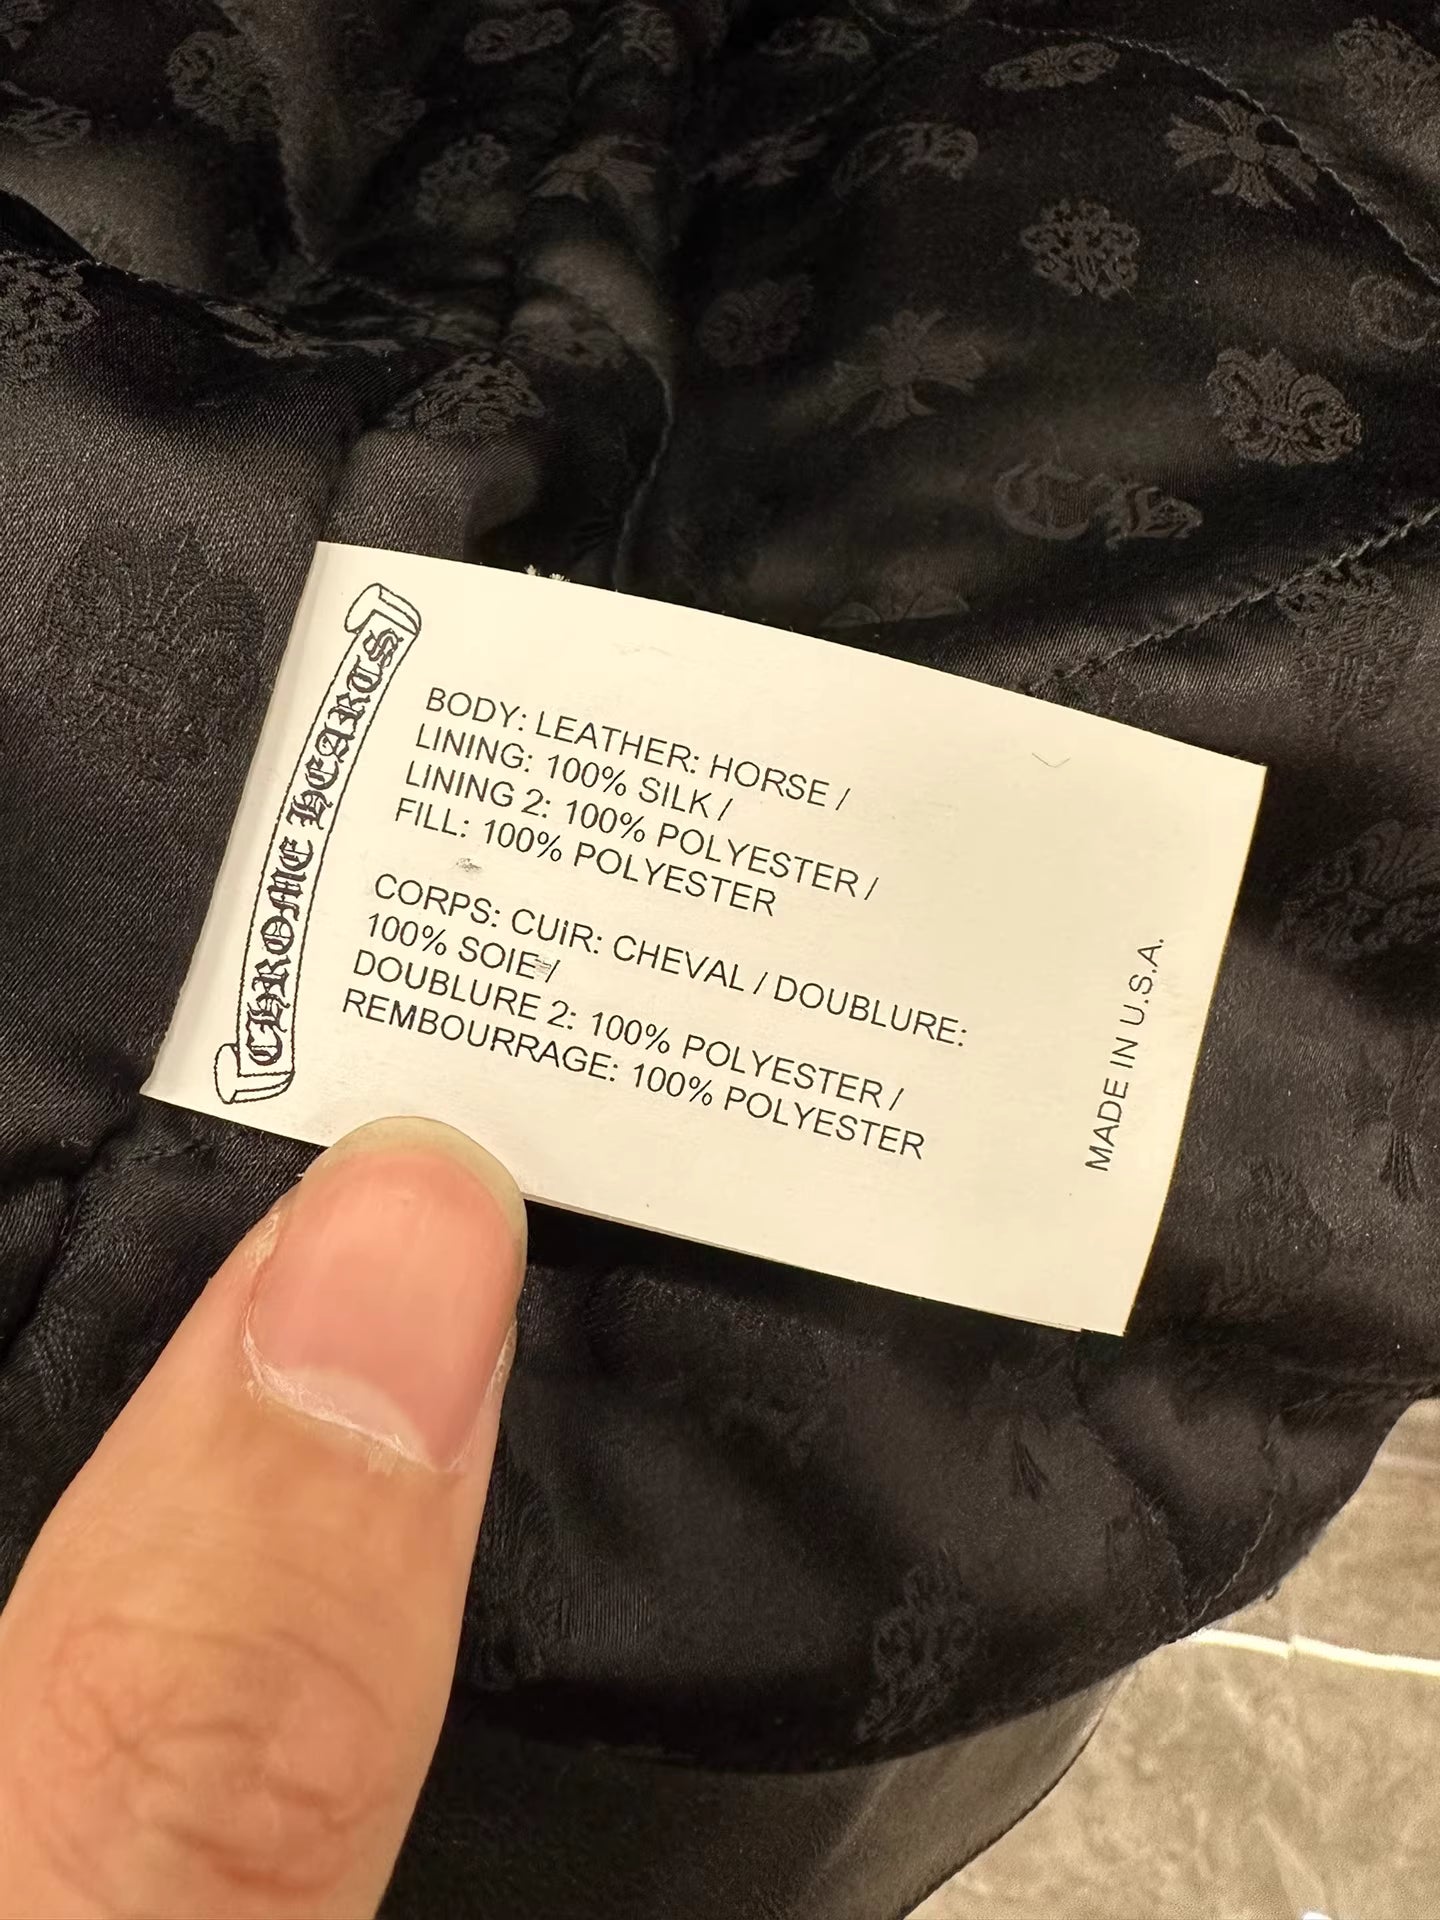 CHROME HEARTS
BODY: LEATHER: HORSE /
LINING: 100% SILK /
LINING 2: 100% POLYESTER /
FILL: 100% POLYESTER
CORPS: CUIR: CHEVAL / DOUBLURE:
100% SOIE /
DOUBLURE 2: 100% POLYESTER /
REMBOURRAGE: 100% POLYESTER
MADE IN U.S.A.
CH